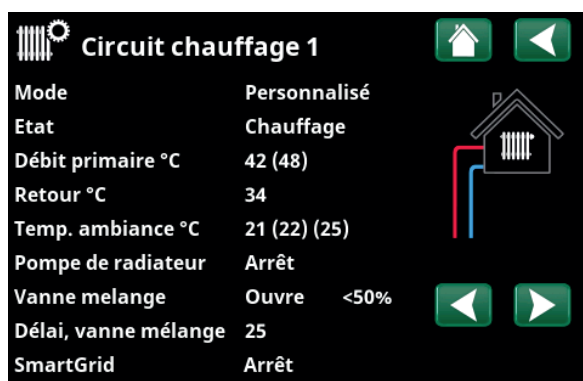 Circuit chauffage 1
Mode Personnalisé
Etat Chauffage
Débit primaire °C 42 (48)
Retour °C 34
Temp. ambiance °C 21 (22) (25)
Pompe de radiateur Arrêt
Vanne melange Ouvre <50%
Délai, vanne mélange 25
SmartGrid Arrêt